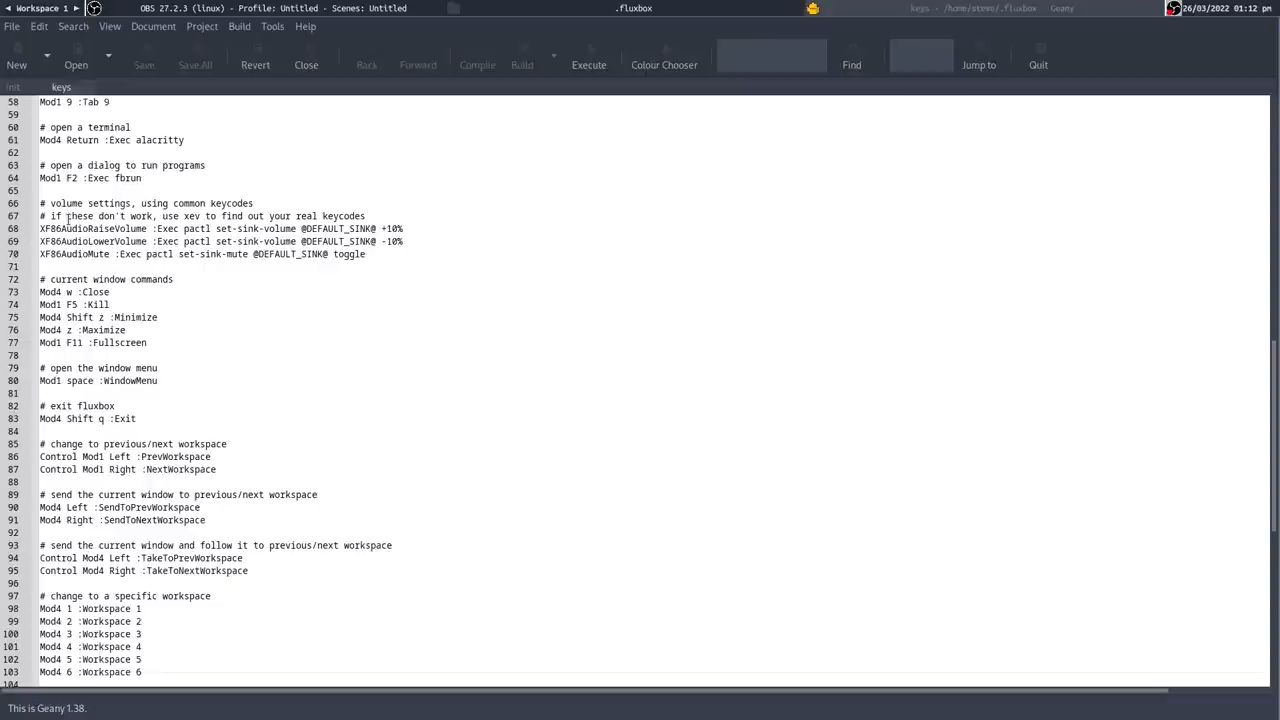 Workspace 1
OBS 27.2.3 (linux) - Profile: Untitled - Scenes: Untitled
.fluxbox
keys - /home/steve/.fluxbox - Geany
26/03/2022 01:12 pm
File Edit Search View Document Project Build Tools Help
New Open Save Save All Revert Close Back Forward Compile Build Execute Colour Chooser Find Jump to Quit
init keys
58 Mod1 9 :Tab 9
59
60 # open a terminal
61 Mod4 Return :Exec alacritty
62
63 # open a dialog to run programs
64 Mod1 F2 :Exec fbrun
65
66 # volume settings, using common keycodes
67 # if these don't work, use xev to find out your real keycodes
68 XF86AudioRaiseVolume :Exec pactl set-sink-volume @DEFAULT_SINK@ +10%
69 XF86AudioLowerVolume :Exec pactl set-sink-volume @DEFAULT_SINK@ -10%
70 XF86AudioMute :Exec pactl set-sink-mute @DEFAULT_SINK@ toggle
71
72 # current window commands
73 Mod4 w :Close
74 Mod1 F5 :Kill
75 Mod4 Shift z :Minimize
76 Mod4 z :Maximize
77 Mod1 F11 :Fullscreen
78
79 # open the window menu
80 Mod1 space :WindowMenu
81
82 # exit fluxbox
83 Mod4 Shift q :Exit
84
85 # change to previous/next workspace
86 Control Mod1 Left :PrevWorkspace
87 Control Mod1 Right :NextWorkspace
88
89 # send the current window to previous/next workspace
90 Mod4 Left :SendToPrevWorkspace
91 Mod4 Right :SendToNextWorkspace
92
93 # send the current window and follow it to previous/next workspace
94 Control Mod4 Left :TakeToPrevWorkspace
95 Control Mod4 Right :TakeToNextWorkspace
96
97 # change to a specific workspace
98 Mod4 1 :Workspace 1
99 Mod4 2 :Workspace 2
100 Mod4 3 :Workspace 3
101 Mod4 4 :Workspace 4
102 Mod4 5 :Workspace 5
103 Mod4 6 :Workspace 6
104
This is Geany 1.38.